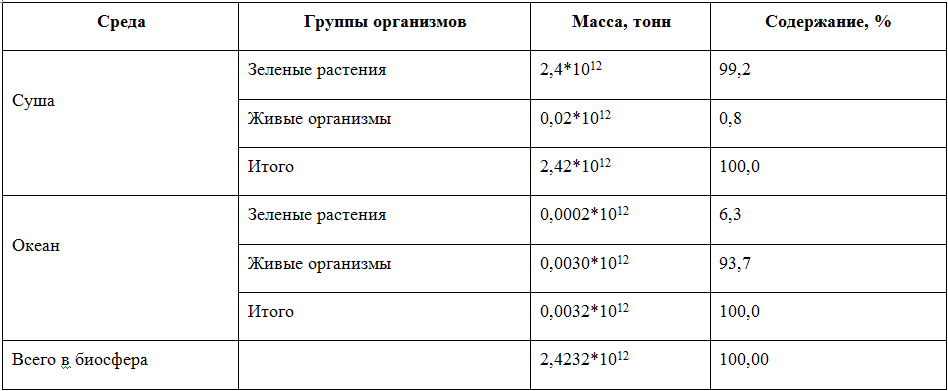 Среда Группы организмов Масса, тонн Содержание, %
Суша Зеленые растения 2,4*10¹² 99,2
Живые организмы 0,02*10¹² 0,8
Итого 2,42*10¹² 100,0
Океан Зеленые растения 0,0002*10¹² 6,3
Живые организмы 0,0030*10¹² 93,7
Итого 0,0032*10¹² 100,0
Всего в биосфера 2,4232*10¹² 100,00